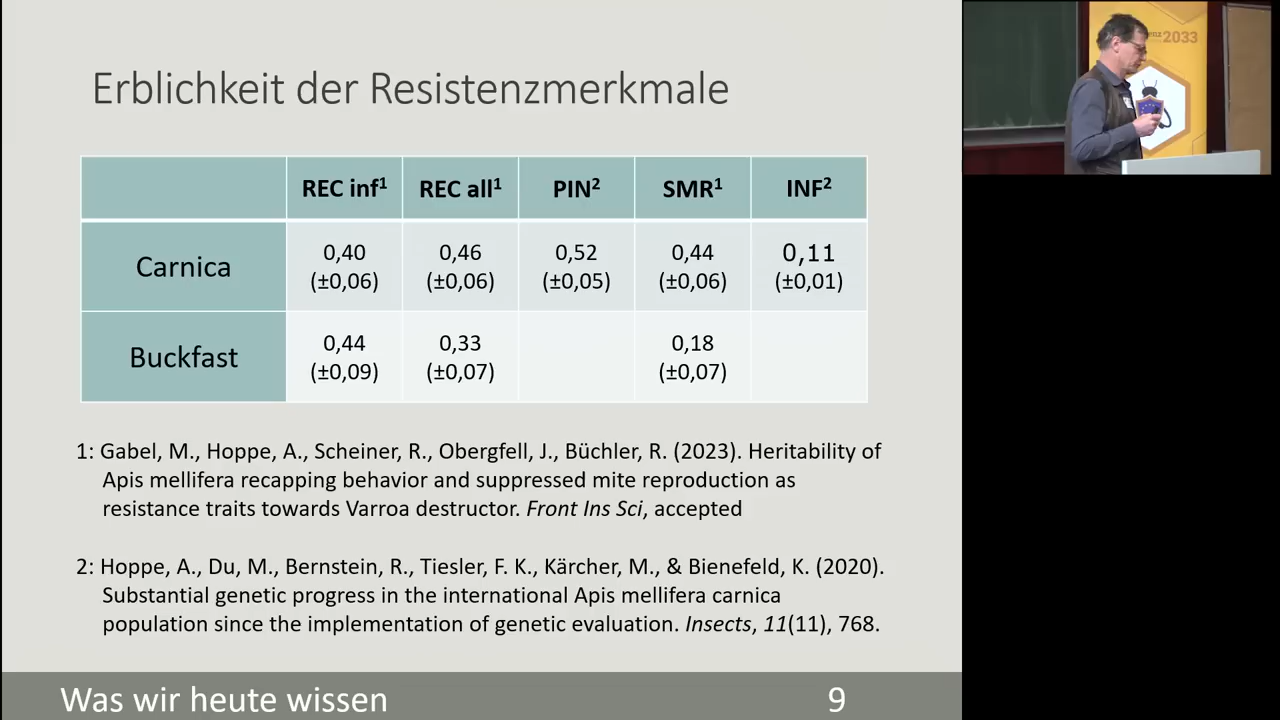 Erblichkeit der Resistenzmerkmale
REC inf¹ REC all¹ PIN² SMR¹ INF²
Carnica 0,40 (±0,06) 0,46 (±0,06) 0,52 (±0,05) 0,44 (±0,06) 0,11 (±0,01)
Buckfast 0,44 (±0,09) 0,33 (±0,07) 0,18 (±0,07)
1: Gabel, M., Hoppe, A., Scheiner, R., Obergfell, J., Büchler, R. (2023). Heritability of
Apis mellifera recapping behavior and suppressed mite reproduction as
resistance traits towards Varroa destructor. Front Ins Sci, accepted
2: Hoppe, A., Du, M., Bernstein, R., Tiesler, F. K., Kärcher, M., & Bienefeld, K. (2020).
Substantial genetic progress in the international Apis mellifera carnica
population since the implementation of genetic evaluation. Insects, 11(11), 768.
Was wir heute wissen 9
2033